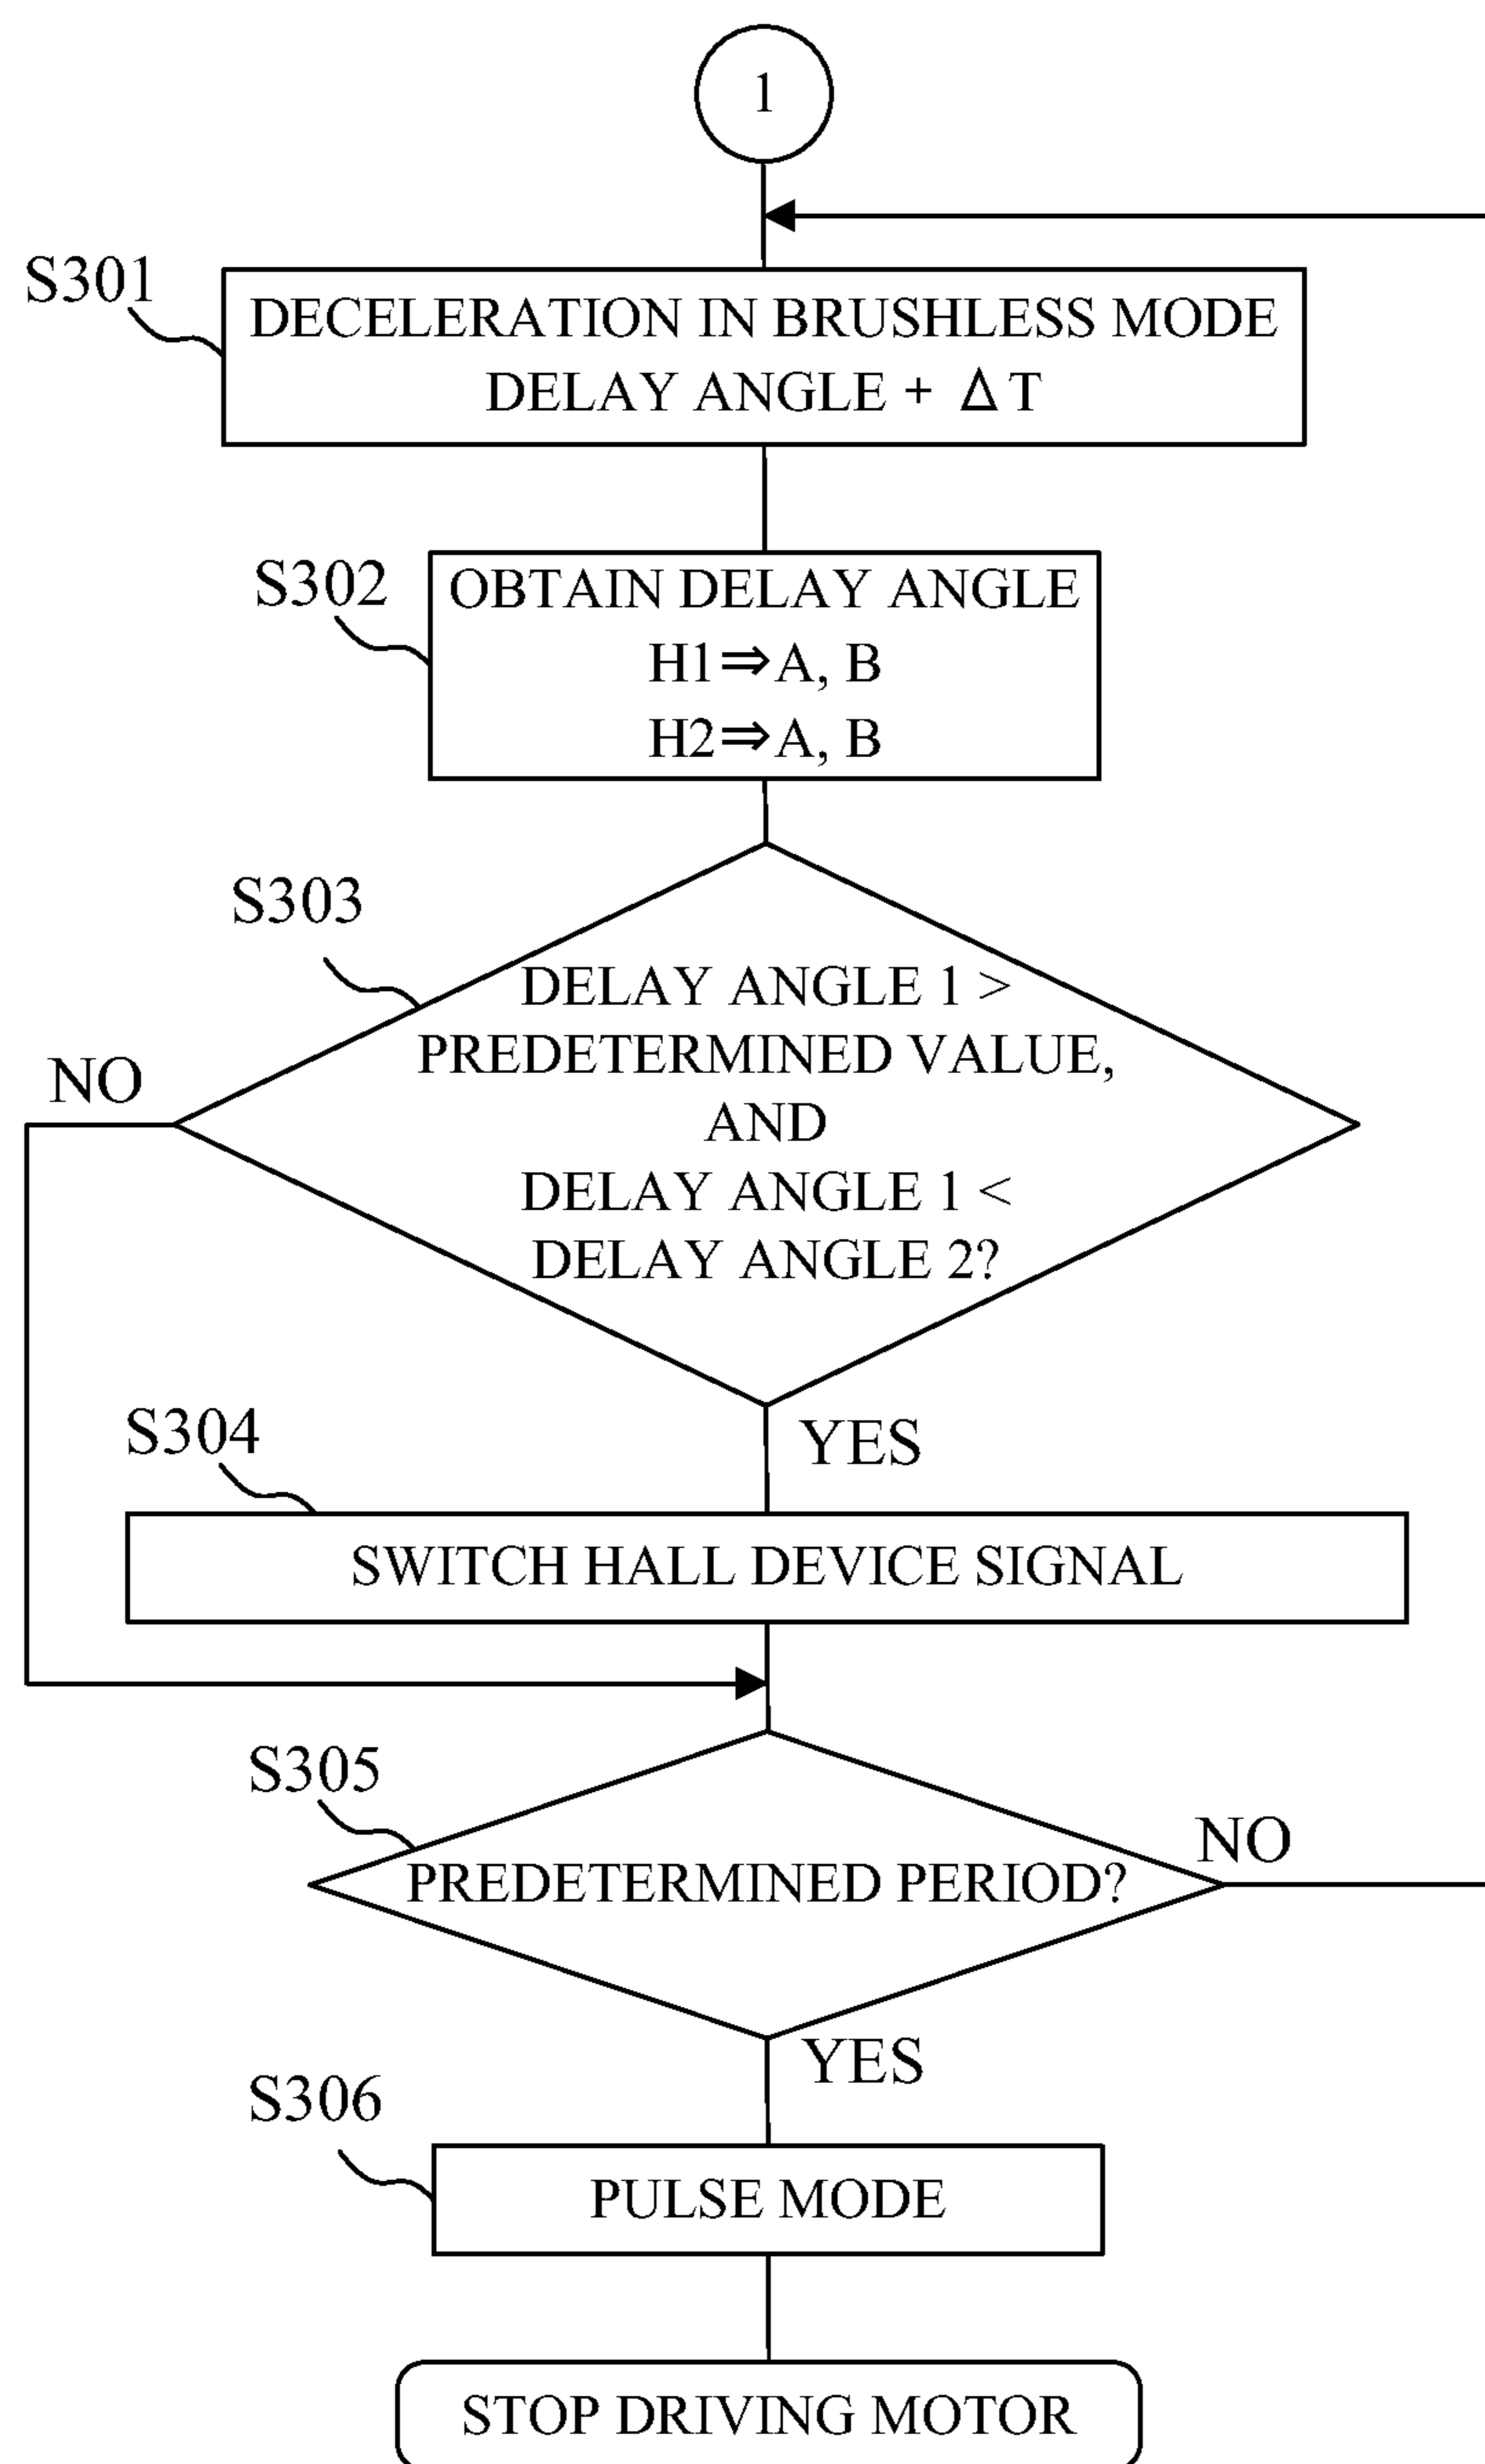 1
S301
DECELERATION IN BRUSHLESS MODE
DELAY ANGLE + Δ T
S302
OBTAIN DELAY ANGLE
H1⇒A, B
H2⇒A, B
S303
DELAY ANGLE 1 >
PREDETERMINED VALUE,
AND
DELAY ANGLE 1 <
DELAY ANGLE 2?
NO
YES
S304
SWITCH HALL DEVICE SIGNAL
S305
PREDETERMINED PERIOD?
NO
YES
S306
PULSE MODE
STOP DRIVING MOTOR